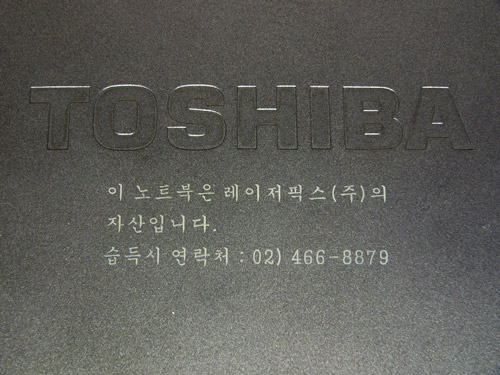 TOSHIBA
이 노트북은 레이저픽스(주)의
자산입니다.
습득시 연락처 : 02) 466-8879